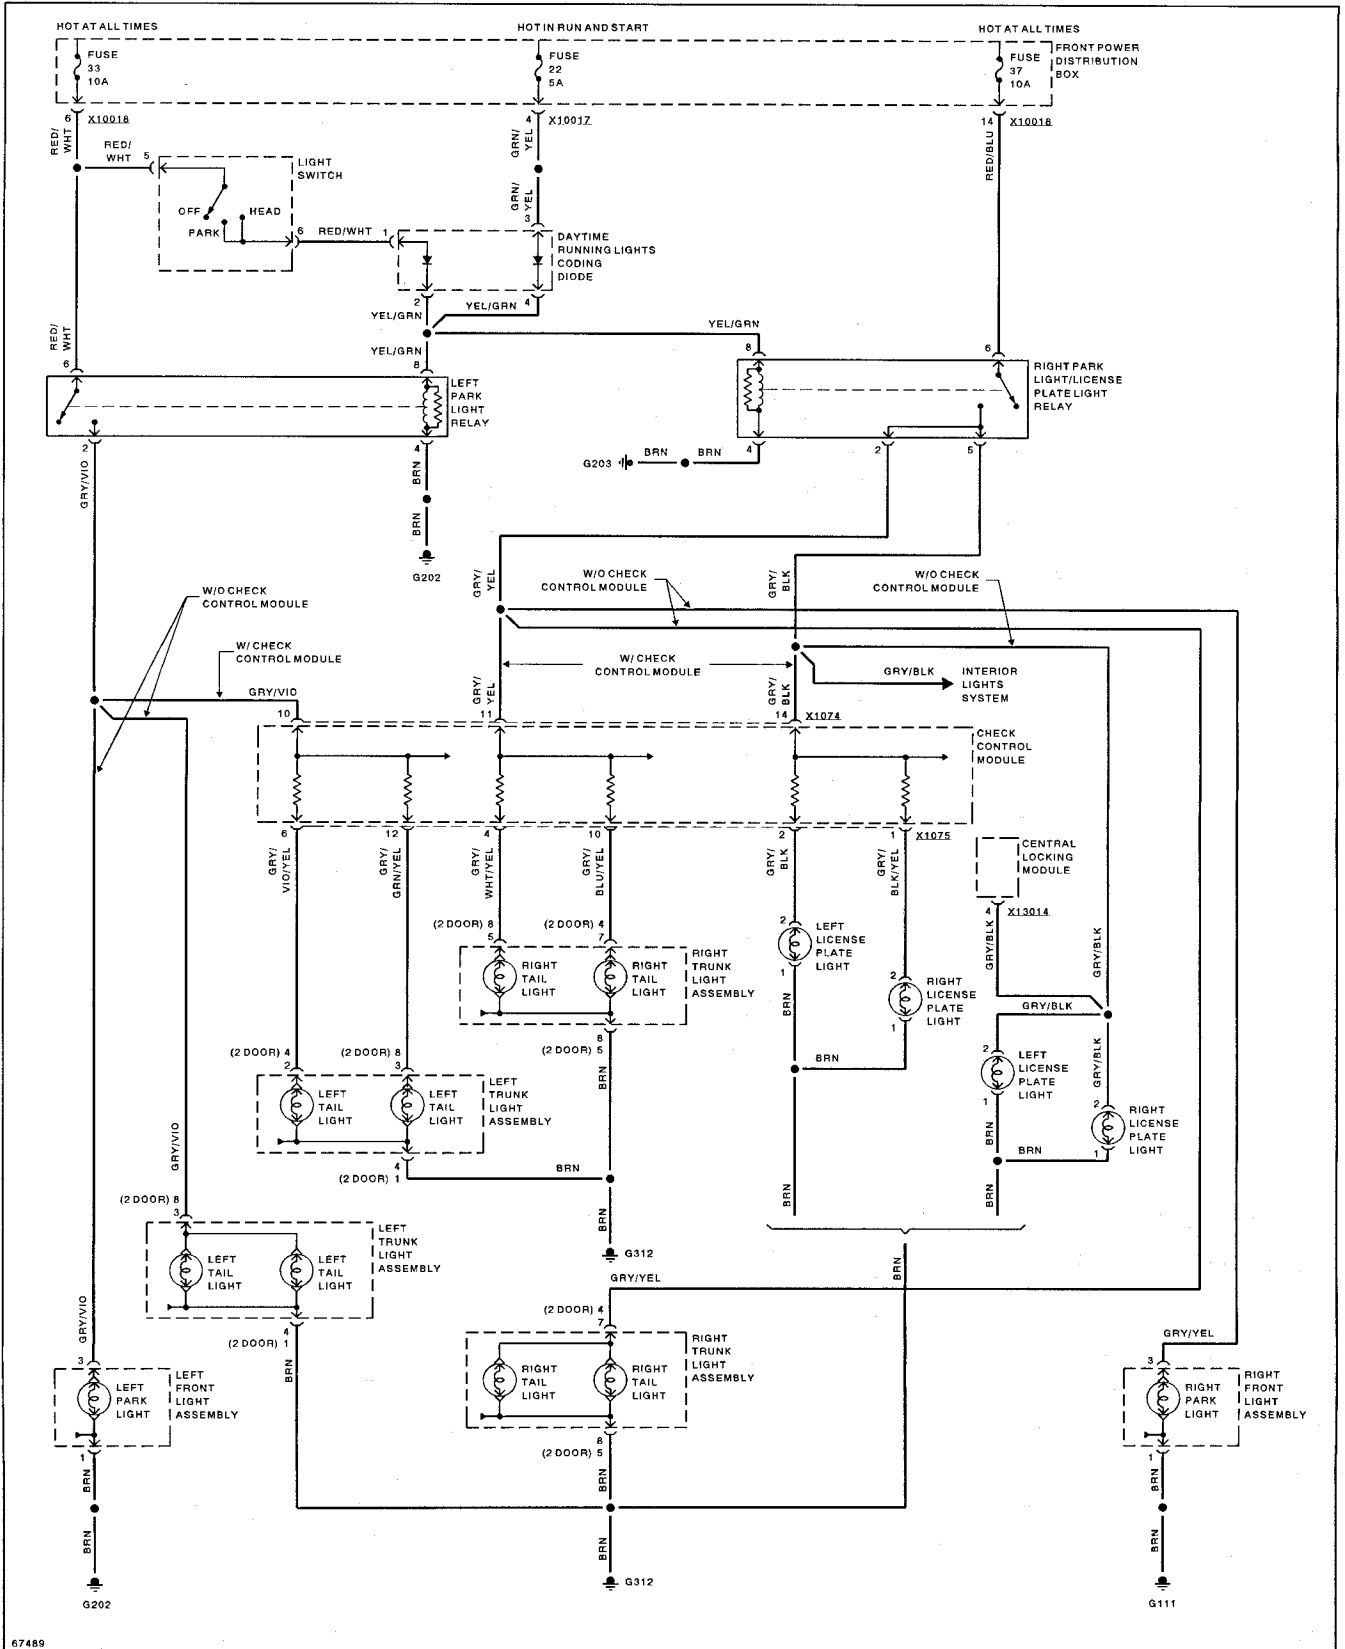 HOT AT ALL TIMES
HOT IN RUN AND START
HOT AT ALL TIMES
FUSE
33
10A
FUSE
22
5A
FUSE
37
10A
FRONT POWER
DISTRIBUTION
BOX
6
X10018
4
X10017
14
X10018
RED/
WHT
RED/
WHT
5
GRN/
YEL
RED/BLU
LIGHT
SWITCH
OFF
HEAD
PARK
6
RED/WHT
1
GRN/
YEL
3
DAYTIME
RUNNING LIGHTS
CODING
DIODE
2
YEL/GRN
YEL/GRN
4
YEL/GRN
YEL/GRN
RED/
WHT
6
8
8
6
LEFT
PARK
LIGHT
RELAY
RIGHT PARK
LIGHT/LICENSE
PLATE LIGHT
RELAY
2
4
4
2
5
GRY/VIO
BRN
BRN
G202
G203
BRN
BRN
W/O CHECK
CONTROL MODULE
GRY/
YEL
W/O CHECK
CONTROL MODULE
GRY/
BLK
W/O CHECK
CONTROL MODULE
W/ CHECK
CONTROL MODULE
W/ CHECK
CONTROL MODULE
GRY/BLK
INTERIOR
LIGHTS
SYSTEM
GRY/VIO
10
GRY/
YEL
11
GRY/
BLK
14
X1074
CHECK
CONTROL
MODULE
6
12
4
10
2
1
X1075
GRY/
VIO/YEL
GRY/
GRN/YEL
GRY/
WHT/YEL
GRY/
BLU/YEL
GRY/
BLK
GRY/
BLK/YEL
CENTRAL
LOCKING
MODULE
4
X13014
GRY/BLK
GRY/BLK
(2 DOOR) 8
5
(2 DOOR) 4
7
RIGHT
TAIL
LIGHT
RIGHT
TAIL
LIGHT
RIGHT
TRUNK
LIGHT
ASSEMBLY
8
(2 DOOR) 5
2
LEFT
LICENSE
PLATE
LIGHT
1
2
RIGHT
LICENSE
PLATE
LIGHT
1
BRN
BRN
BRN
GRY/BLK
2
LEFT
LICENSE
PLATE
LIGHT
1
GRY/BLK
2
RIGHT
LICENSE
PLATE
LIGHT
1
BRN
BRN
BRN
BRN
(2 DOOR) 4
2
(2 DOOR) 8
3
LEFT
TAIL
LIGHT
LEFT
TAIL
LIGHT
LEFT
TRUNK
LIGHT
ASSEMBLY
4
(2 DOOR) 1
BRN
BRN
G312
BRN
GRY/VIO
(2 DOOR) 8
3
LEFT
TAIL
LIGHT
LEFT
TAIL
LIGHT
LEFT
TRUNK
LIGHT
ASSEMBLY
4
(2 DOOR) 1
BRN
GRY/YEL
(2 DOOR) 4
7
RIGHT
TAIL
LIGHT
RIGHT
TAIL
LIGHT
RIGHT
TRUNK
LIGHT
ASSEMBLY
8
(2 DOOR) 5
BRN
BRN
G312
GRY/VIO
3
LEFT
PARK
LIGHT
LEFT
FRONT
LIGHT
ASSEMBLY
1
BRN
BRN
G202
GRY/YEL
3
RIGHT
PARK
LIGHT
RIGHT
FRONT
LIGHT
ASSEMBLY
1
BRN
BRN
G111
67489